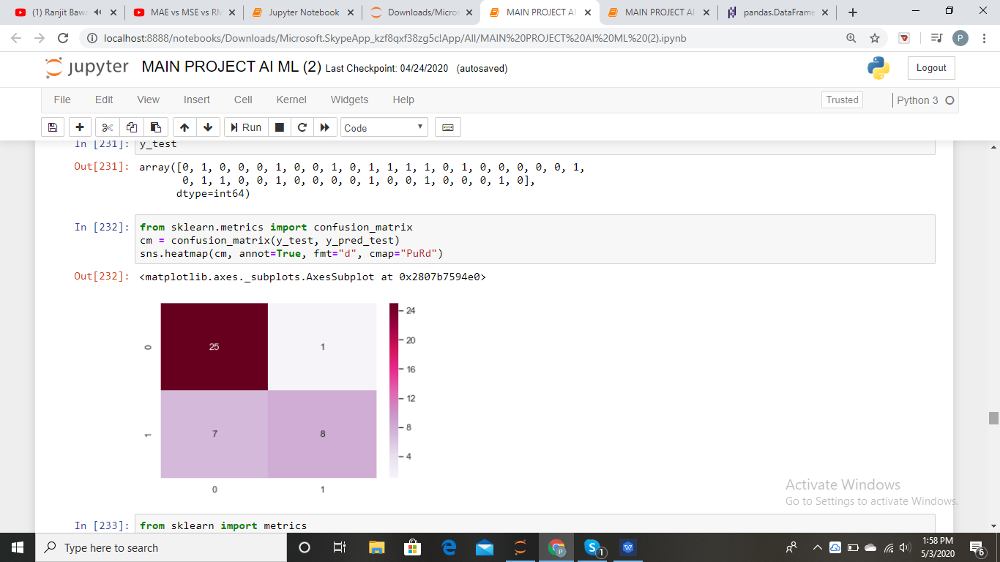 (1) Ranjit Bawa
MAE vs MSE vs RM
Jupyter Notebook
Downloads/Micros
MAIN PROJECT AI
MAIN PROJECT AI
pandas.DataFrame
localhost:8888/notebooks/Downloads/Microsoft.SkypeApp_kzf8qxf38zg5c!App/All/MAIN%20PROJECT%20AI%20ML%20(2).ipynb
P
jupyter MAIN PROJECT AI ML (2) Last Checkpoint: 04/24/2020 (autosaved)
Logout
File Edit View Insert Cell Kernel Widgets Help
Trusted
Python 3
Run
Code
In [231]: y_test
Out[231]: array([0, 1, 0, 0, 0, 1, 0, 0, 1, 0, 1, 1, 1, 1, 0, 1, 0, 0, 0, 0, 0, 1,
0, 1, 1, 0, 0, 1, 0, 0, 0, 0, 1, 0, 0, 1, 0, 0, 0, 1, 0],
dtype=int64)
In [232]: from sklearn.metrics import confusion_matrix
cm = confusion_matrix(y_test, y_pred_test)
sns.heatmap(cm, annot=True, fmt="d", cmap="PuRd")
Out[232]: <matplotlib.axes._subplots.AxesSubplot at 0x2807b7594e0>
24
0 25 1
20
16
12
1 7 8
8
4
0 1
Activate Windows
Go to Settings to activate Windows.
In [233]: from sklearn import metrics
Type here to search
P
S
1
W
1:58 PM
5/3/2020
6